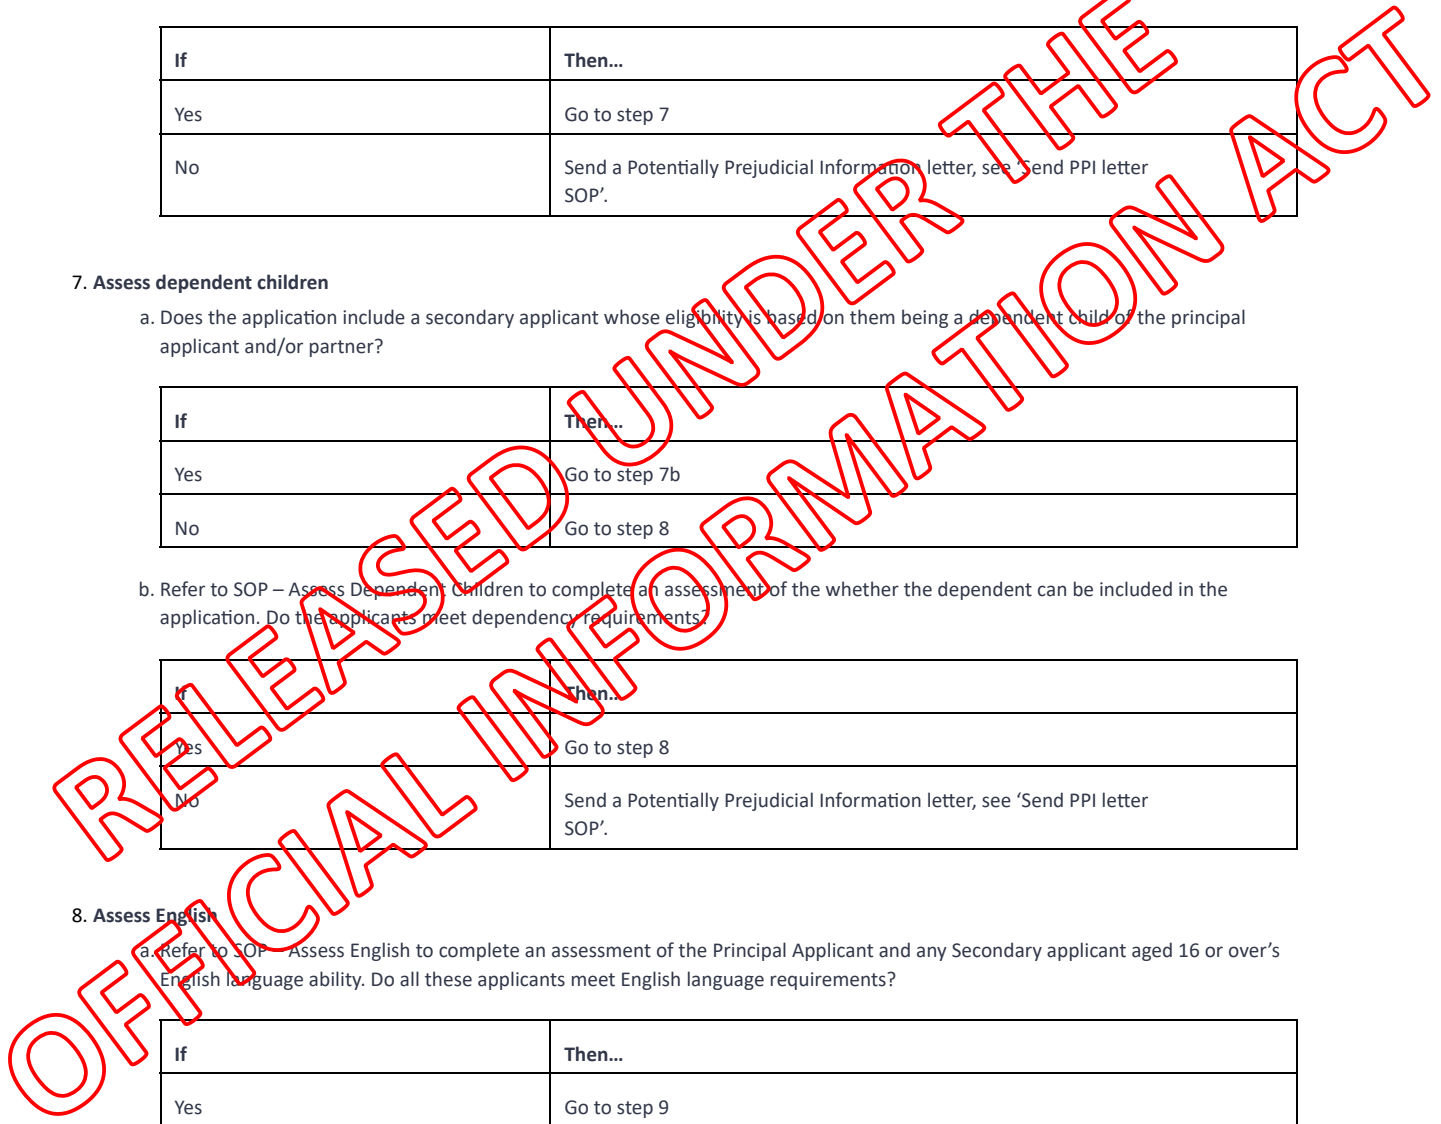 If Then...
Yes Go to step 7
No Send a Potentially Prejudicial Information letter, see ‘Send PPI letter
SOP’.
7. Assess dependent children
a. Does the application include a secondary applicant whose eligibility is based on them being a dependent child of the principal
applicant and/or partner?
If Then...
Yes Go to step 7b
No Go to step 8
b. Refer to SOP – Assess Dependent Children to complete an assessment of the whether the dependent can be included in the
application. Do the applicants meet dependency requirements?
If Then...
Yes Go to step 8
No Send a Potentially Prejudicial Information letter, see ‘Send PPI letter
SOP’.
8. Assess English
a. Refer to SOP – Assess English to complete an assessment of the Principal Applicant and any Secondary applicant aged 16 or over’s
English language ability. Do all these applicants meet English language requirements?
If Then...
Yes Go to step 9
RELEASED UNDER THE
OFFICIAL INFORMATION ACT